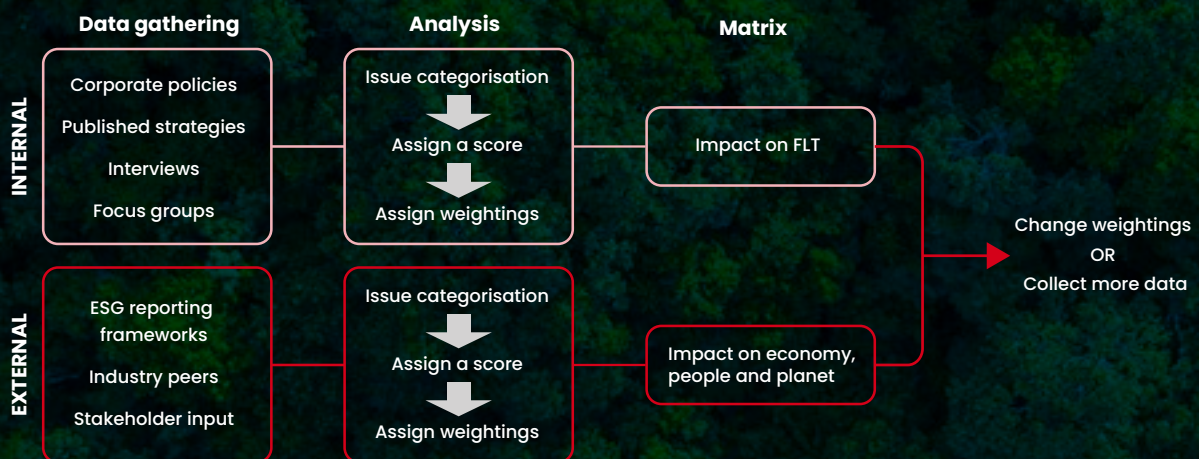 Data gathering
Analysis
Matrix
INTERNAL
Corporate policies
Published strategies
Interviews
Focus groups
Issue categorisation
Assign a score
Assign weightings
Impact on FLT
EXTERNAL
ESG reporting
frameworks
Industry peers
Stakeholder input
Issue categorisation
Assign a score
Assign weightings
Impact on economy,
people and planet
Change weightings
OR
Collect more data